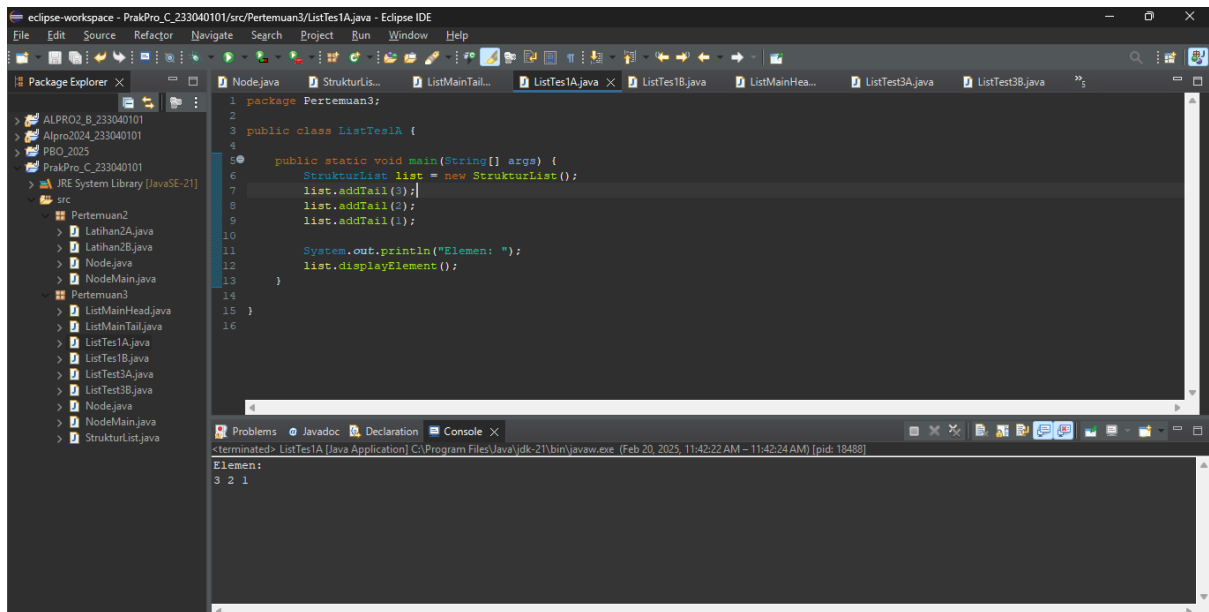 eclipse-workspace - PrakPro_C_233040101/src/Pertemuan3/ListTes1A.java - Eclipse IDE
File Edit Source Refactor Navigate Search Project Run Window Help
Package Explorer
Node.java StrukturLis... ListMainTail... ListTes1A.java ListTes1B.java ListMainHea... ListTest3A.java ListTest3B.java »5
ALPRO2_B_233040101
Alpro2024_233040101
PBO_2025
PrakPro_C_233040101
JRE System Library [JavaSE-21]
src
Pertemuan2
Latihan2A.java
Latihan2B.java
Node.java
NodeMain.java
Pertemuan3
ListMainHead.java
ListMainTail.java
ListTes1A.java
ListTes1B.java
ListTest3A.java
ListTest3B.java
Node.java
NodeMain.java
StrukturList.java
1 package Pertemuan3;
2
3 public class ListTes1A {
4
5 public static void main(String[] args) {
6 StrukturList list = new StrukturList();
7 list.addTail(3);
8 list.addTail(2);
9 list.addTail(1);
10
11 System.out.println("Elemen: ");
12 list.displayElement();
13 }
14
15 }
16
Problems Javadoc Declaration Console
<terminated> ListTes1A [Java Application] C:\Program Files\Java\jdk-21\bin\javaw.exe (Feb 20, 2025, 11:42:22 AM – 11:42:24 AM) [pid: 18488]
Elemen:
3 2 1